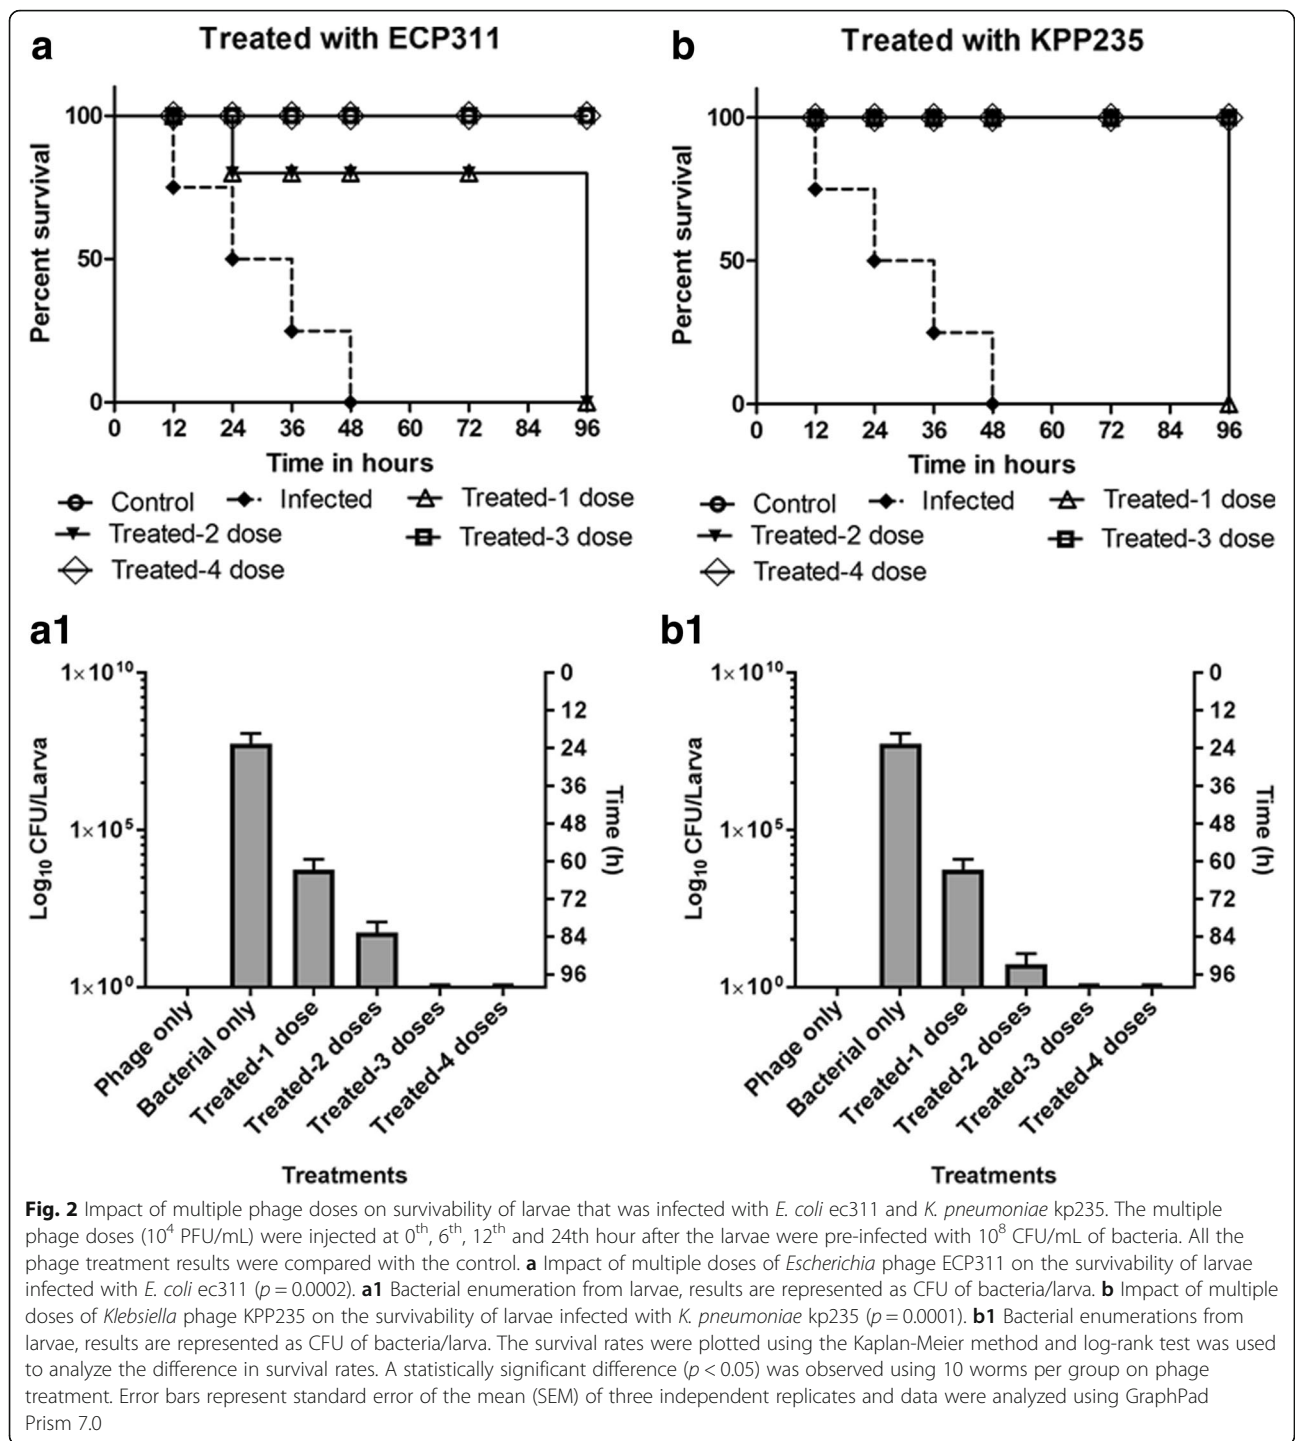 a
Treated with ECP311
Percent survival
100
50
0
0 12 24 36 48 60 72 84 96
Time in hours
Control Infected Treated-1 dose
Treated-2 dose Treated-3 dose
Treated-4 dose
b
Treated with KPP235
Percent survival
100
50
0
0 12 24 36 48 60 72 84 96
Time in hours
Control Infected Treated-1 dose
Treated-2 dose Treated-3 dose
Treated-4 dose
a1
Log₁₀ CFU/Larva
1×10¹⁰
1×10⁵
1×10⁰
0
12
24
36
48
60
72
84
96
Time (h)
Phage only
Bacterial only
Treated-1 dose
Treated-2 doses
Treated-3 doses
Treated-4 doses
Treatments
b1
Log₁₀ CFU/Larva
1×10¹⁰
1×10⁵
1×10⁰
0
12
24
36
48
60
72
84
96
Time (h)
Phage only
Bacterial only
Treated-1 dose
Treated-2 doses
Treated-3 doses
Treated-4 doses
Treatments
Fig. 2 Impact of multiple phage doses on survivability of larvae that was infected with E. coli ec311 and K. pneumoniae kp235. The multiple
phage doses (10⁴ PFU/mL) were injected at 0ᵗʰ, 6ᵗʰ, 12ᵗʰ and 24th hour after the larvae were pre-infected with 10⁸ CFU/mL of bacteria. All the
phage treatment results were compared with the control. a Impact of multiple doses of Escherichia phage ECP311 on the survivability of larvae
infected with E. coli ec311 (p = 0.0002). a1 Bacterial enumeration from larvae, results are represented as CFU of bacteria/larva. b Impact of multiple
doses of Klebsiella phage KPP235 on the survivability of larvae infected with K. pneumoniae kp235 (p = 0.0001). b1 Bacterial enumerations from
larvae, results are represented as CFU of bacteria/larva. The survival rates were plotted using the Kaplan-Meier method and log-rank test was used
to analyze the difference in survival rates. A statistically significant difference (p < 0.05) was observed using 10 worms per group on phage
treatment. Error bars represent standard error of the mean (SEM) of three independent replicates and data were analyzed using GraphPad
Prism 7.0